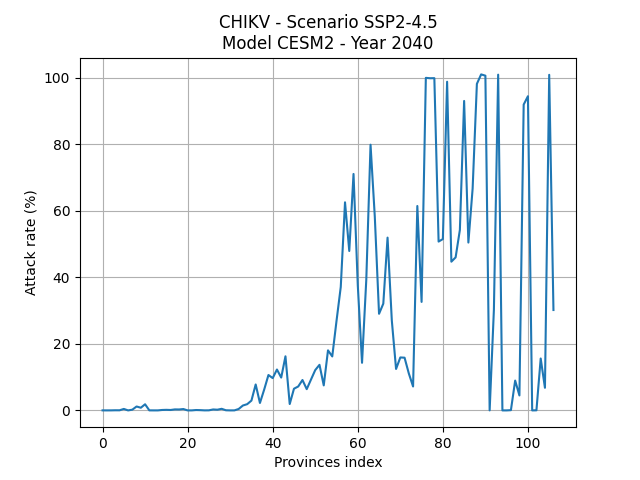 CHIKV - Scenario SSP2-4.5
Model CESM2 - Year 2040
100
80
60
40
20
0
Attack rate (%)
0 20 40 60 80 100
Provinces index